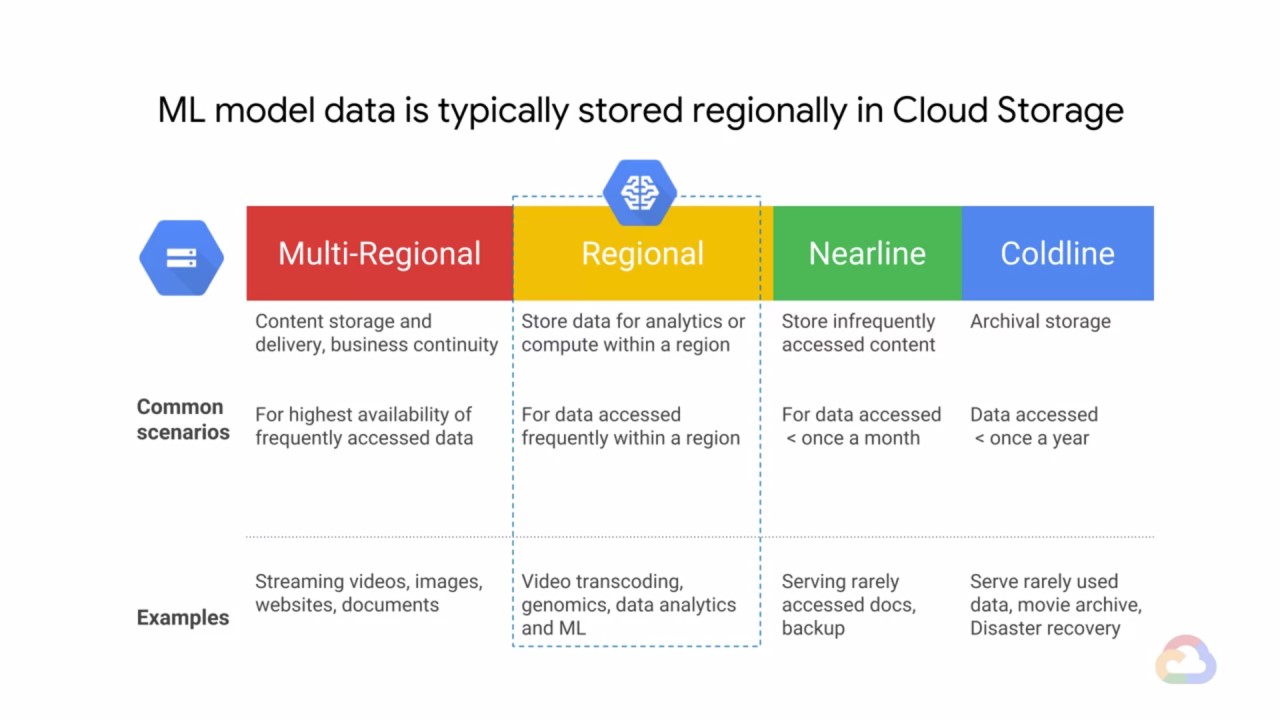 ML model data is typically stored regionally in Cloud Storage
Multi-Regional
Regional
Nearline
Coldline
Common
scenarios
Content storage and
delivery, business continuity
Store data for analytics or
compute within a region
Store infrequently
accessed content
Archival storage
For highest availability of
frequently accessed data
For data accessed
frequently within a region
For data accessed
< once a month
Data accessed
< once a year
Examples
Streaming videos, images,
websites, documents
Video transcoding,
genomics, data analytics
and ML
Serving rarely
accessed docs,
backup
Serve rarely used
data, movie archive,
Disaster recovery